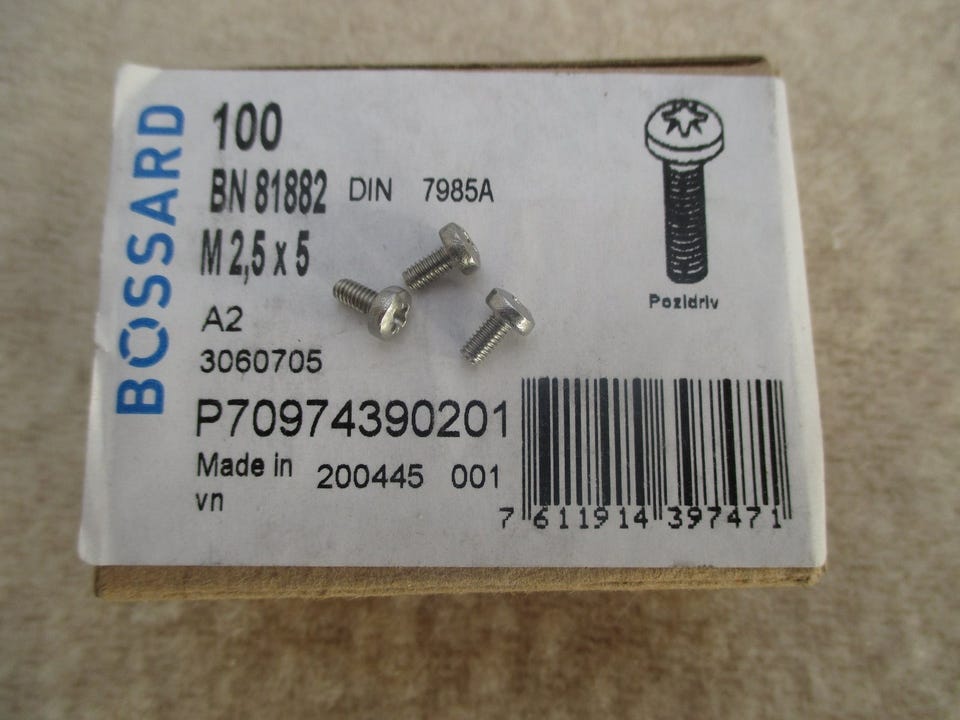 BOSSARD
100
BN 81882 DIN 7985A
M 2,5 x 5
A2
3060705
P70974390201
Made in
vn
200445 001
Pozidriv
7 611914 397471